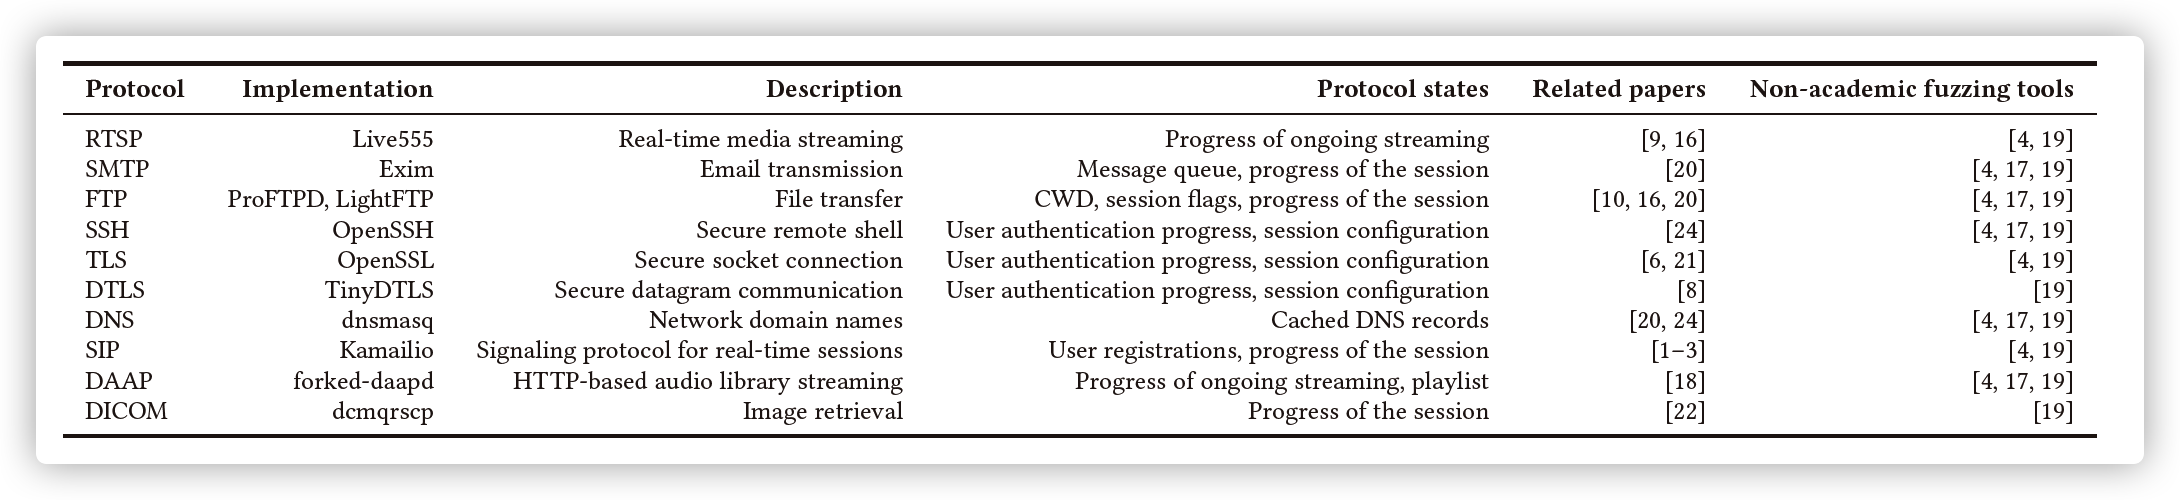 Protocol Implementation Description Protocol states Related papers Non-academic fuzzing tools
RTSP Live555 Real-time media streaming Progress of ongoing streaming [9, 16] [4, 19]
SMTP Exim Email transmission Message queue, progress of the session [20] [4, 17, 19]
FTP ProFTPD, LightFTP File transfer CWD, session flags, progress of the session [10, 16, 20] [4, 17, 19]
SSH OpenSSH Secure remote shell User authentication progress, session configuration [24] [4, 17, 19]
TLS OpenSSL Secure socket connection User authentication progress, session configuration [6, 21] [4, 19]
DTLS TinyDTLS Secure datagram communication User authentication progress, session configuration [8] [19]
DNS dnsmasq Network domain names Cached DNS records [20, 24] [4, 17, 19]
SIP Kamailio Signaling protocol for real-time sessions User registrations, progress of the session [1–3] [4, 19]
DAAP forked-daapd HTTP-based audio library streaming Progress of ongoing streaming, playlist [18] [4, 17, 19]
DICOM dcmqrscp Image retrieval Progress of the session [22] [19]